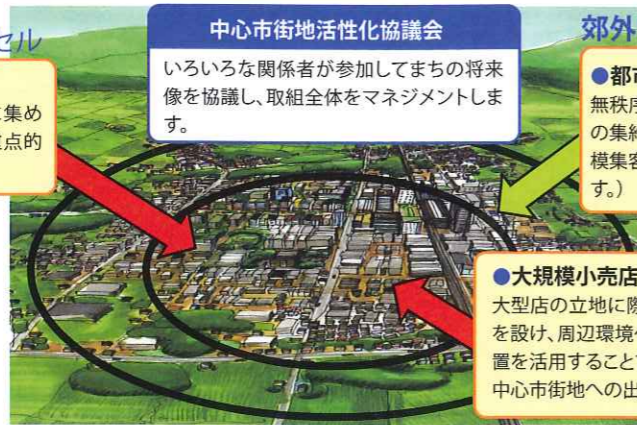 セル
に集め
点的
中心市街地活性化協議会
いろいろな関係者が参加してまちの将来
像を協議し、取組全体をマネジメントしま
す。
郊外
●都市
無秩序
の集約
模集客
す。）
●大規模小売店
大型店の立地に際
を設け、周辺環境
置を活用すること
中心市街地への出